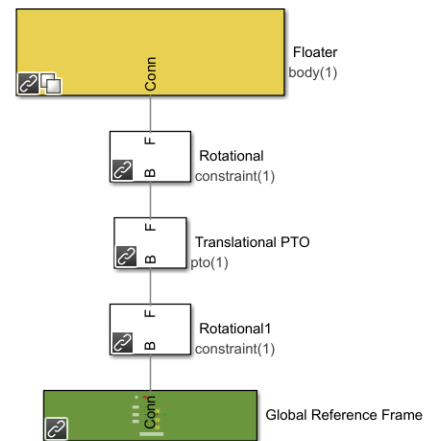 Conn
Floater
body(1)
F
B
Rotational
constraint(1)
F
B
Translational PTO
pto(1)
F
B
Rotational1
constraint(1)
Conn
Global Reference Frame